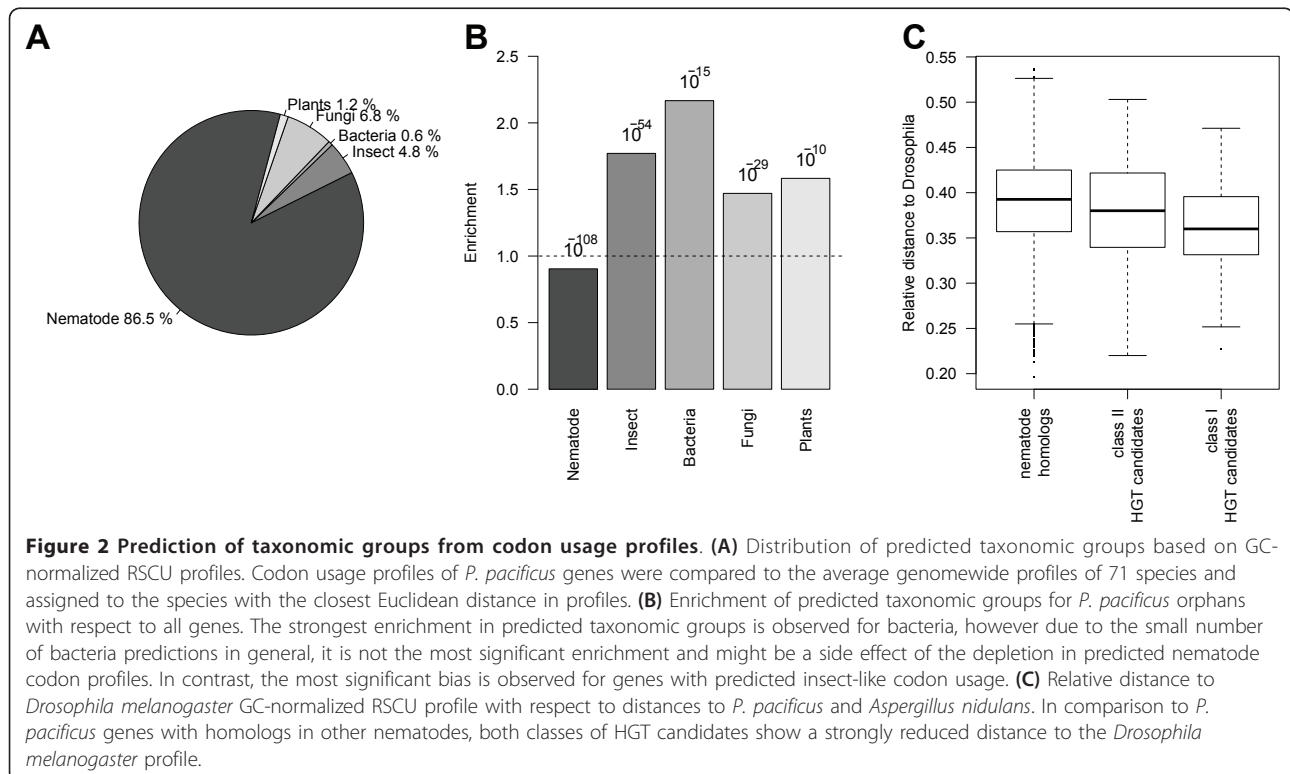 A
Plants 1.2 %
Fungi 6.8 %
Bacteria 0.6 %
Insect 4.8 %
Nematode 86.5 %
B
Enrichment
2.5
2.0
1.5
1.0
0.5
0.0
10−108
10−54
10−15
10−29
10−10
Nematode
Insect
Bacteria
Fungi
Plants
C
Relative distance to Drosophila
0.55
0.50
0.45
0.40
0.35
0.30
0.25
0.20
nematode
homologs
class II
HGT candidates
class I
HGT candidates
Figure 2 Prediction of taxonomic groups from codon usage profiles. (A) Distribution of predicted taxonomic groups based on GC-
normalized RSCU profiles. Codon usage profiles of P. pacificus genes were compared to the average genomewide profiles of 71 species and
assigned to the species with the closest Euclidean distance in profiles. (B) Enrichment of predicted taxonomic groups for P. pacificus orphans
with respect to all genes. The strongest enrichment in predicted taxonomic groups is observed for bacteria, however due to the small number
of bacteria predictions in general, it is not the most significant enrichment and might be a side effect of the depletion in predicted nematode
codon profiles. In contrast, the most significant bias is observed for genes with predicted insect-like codon usage. (C) Relative distance to
Drosophila melanogaster GC-normalized RSCU profile with respect to distances to P. pacificus and Aspergillus nidulans. In comparison to P.
pacificus genes with homologs in other nematodes, both classes of HGT candidates show a strongly reduced distance to the Drosophila
melanogaster profile.